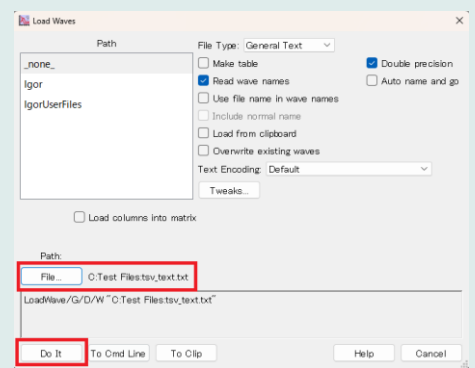 Load Waves
Path
_none_
Igor
IgorUserFiles
File Type: General Text
Make table
Double precision
Read wave names
Auto name and go
Use file name in wave names
Include normal name
Load from clipboard
Overwrite existing waves
Text Encoding: Default
Tweaks...
Load columns into matrix
Path:
File... C:Test Files:tsv_text.txt
LoadWave/G/D/W "C:Test Files:tsv_text.txt"
Do It To Cmd Line To Clip Help Cancel